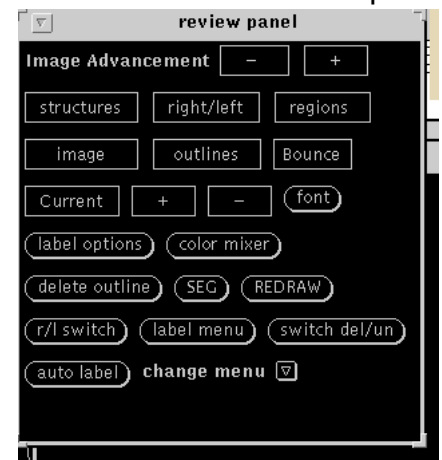 review panel
Image Advancement - +
structures right/left regions
image outlines Bounce
Current + - font
label options color mixer
delete outline SEG REDRAW
r/l switch label menu switch del/un
auto label change menu